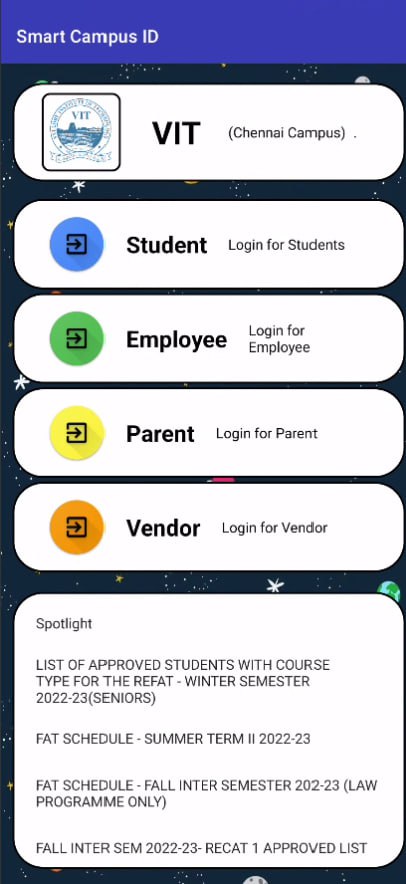 Smart Campus ID
VIT
VIT
(Chennai Campus) .
Student
Login for Students
Employee
Login for
Employee
Parent
Login for Parent
Vendor
Login for Vendor
Spotlight
LIST OF APPROVED STUDENTS WITH COURSE
TYPE FOR THE REFAT - WINTER SEMESTER
2022-23(SENIORS)
FAT SCHEDULE - SUMMER TERM II 2022-23
FAT SCHEDULE - FALL INTER SEMESTER 202-23 (LAW
PROGRAMME ONLY)
FALL INTER SEM 2022-23- RECAT 1 APPROVED LIST